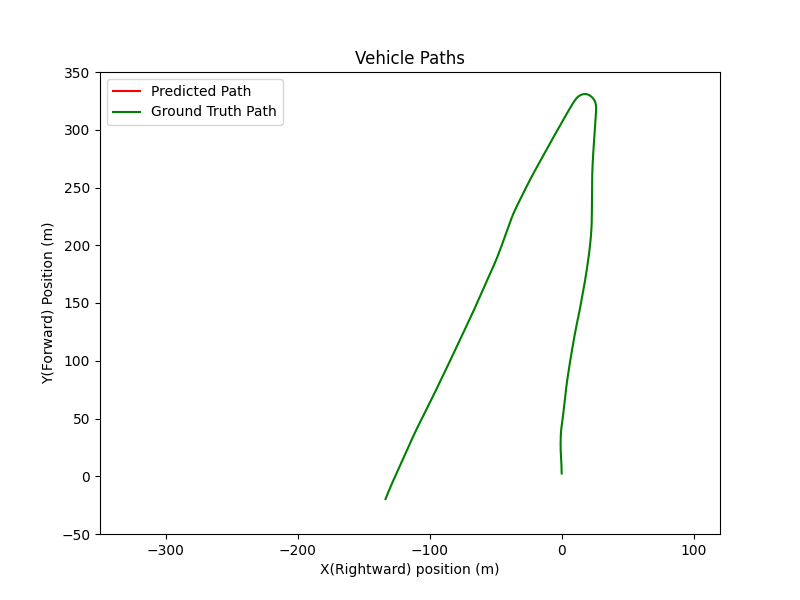 Vehicle Paths
Predicted Path
Ground Truth Path
350
300
250
200
150
100
50
0
−50
Y(Forward) Position (m)
−300
−200
−100
0
100
X(Rightward) position (m)